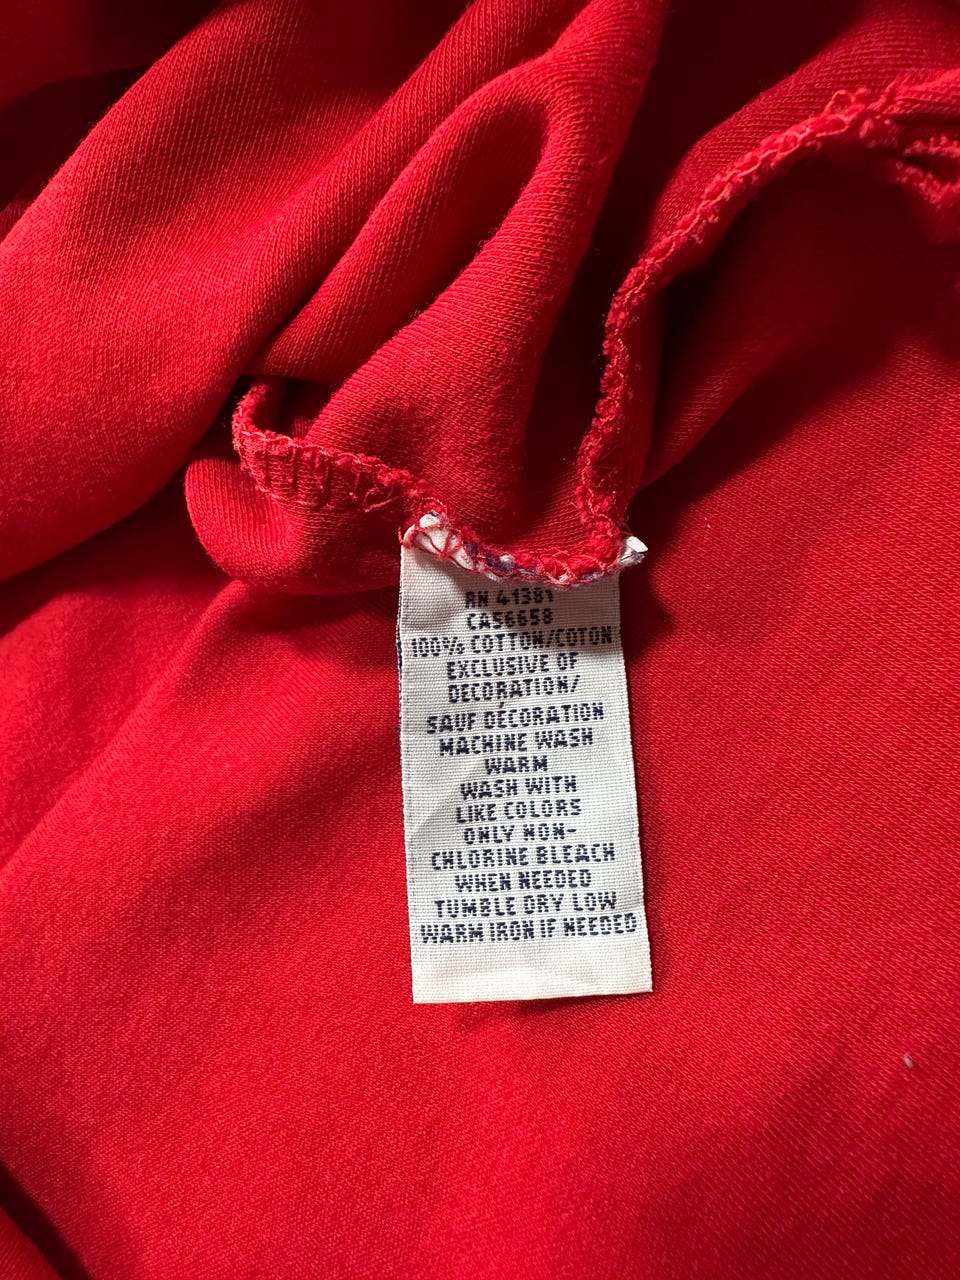 RN 41381
CA56658
100% COTTON/COTON
EXCLUSIVE OF
DECORATION/
SAUF DÉCORATION
MACHINE WASH
WARM
WASH WITH
LIKE COLORS
ONLY NON-
CHLORINE BLEACH
WHEN NEEDED
TUMBLE DRY LOW
WARM IRON IF NEEDED